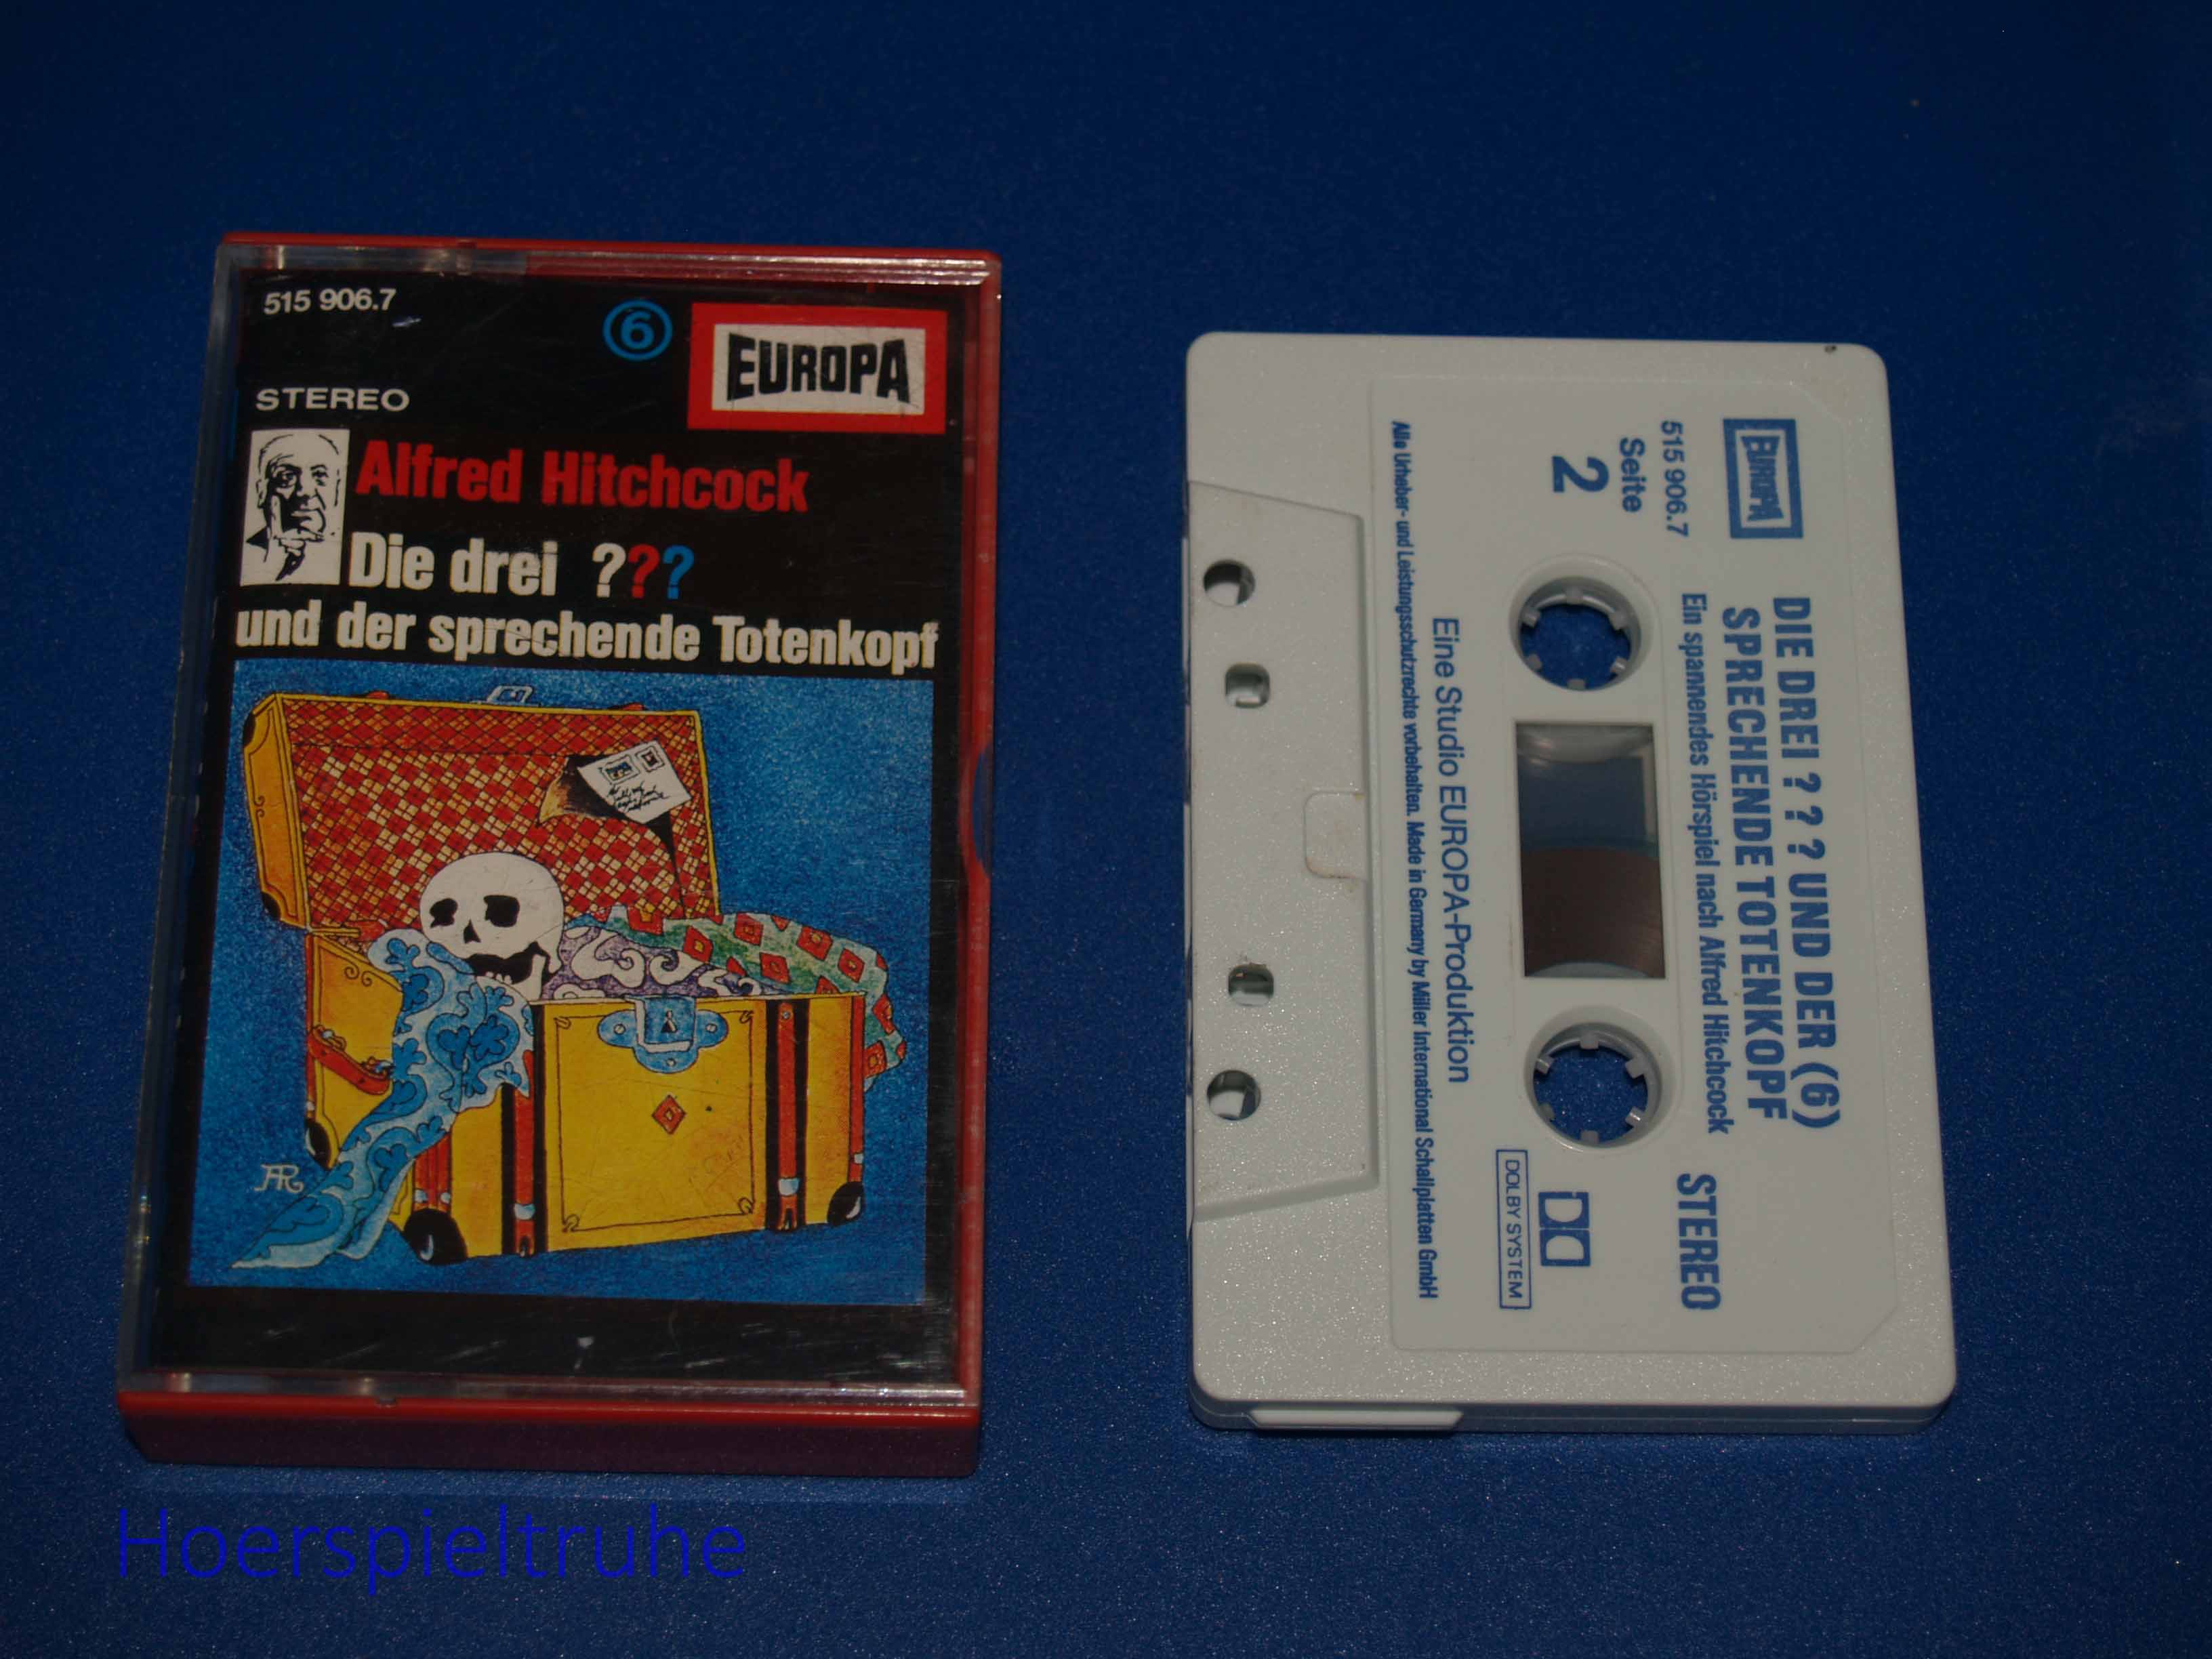 515 906.7
6
EUROPA
STEREO
Alfred Hitchcock
Die drei ???
und der sprechende Totenkopf
AR
EUROPA
515 906.7
Seite
2
DIE DREI ? ? ? UND DER (6)
SPRECHENDE TOTENKOPF
Ein spannendes Hörspiel nach Alfred Hitchcock
STEREO
DOLBY SYSTEM
Eine Studio EUROPA-Produktion
Alle Urheber- und Leistungsschutzrechte vorbehalten. Made in Germany by Miller International Schallplatten GmbH
Hoerspieltruhe